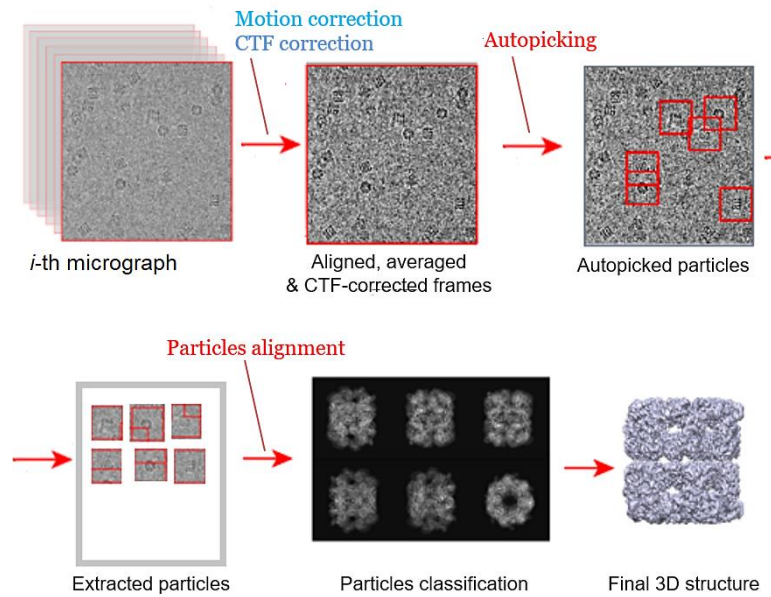 Motion correction
CTF correction
Autopicking
i-th micrograph
Aligned, averaged
& CTF-corrected frames
Autopicked particles
Particles alignment
Extracted particles
Particles classification
Final 3D structure